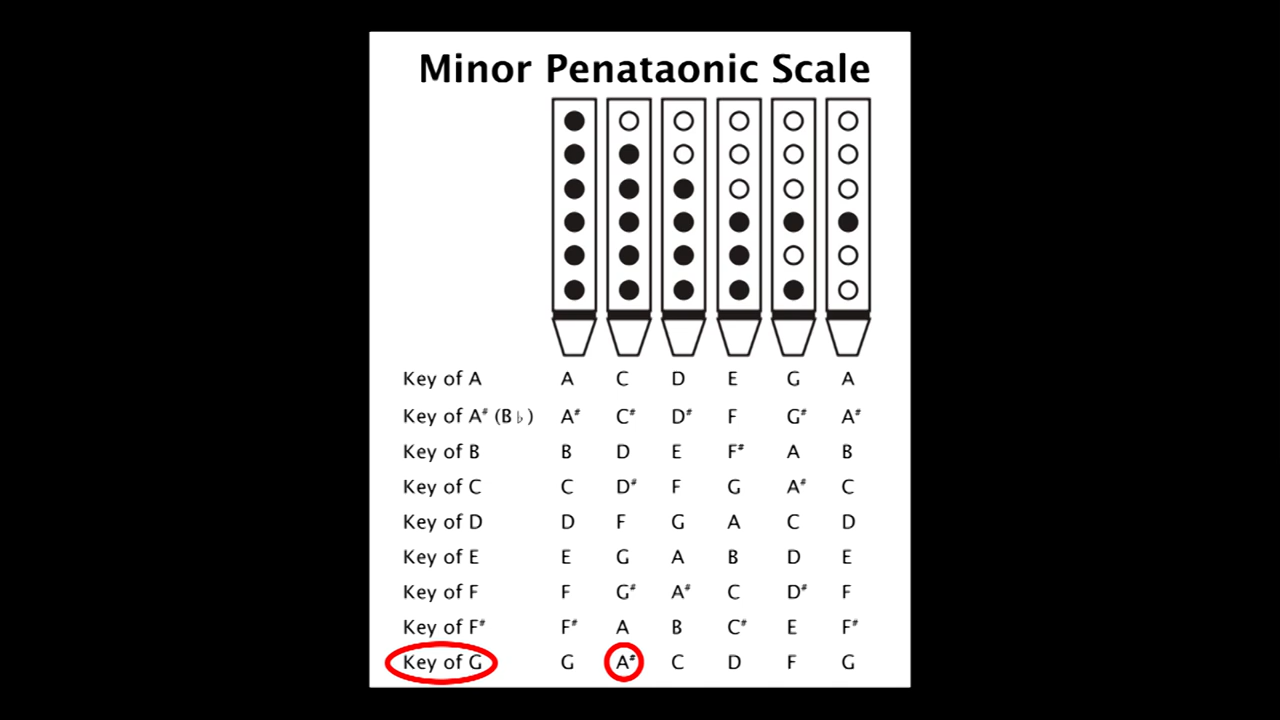 Minor Penataonic Scale
Key of A A C D E G A
Key of A# (B♭) A# C# D# F G# A#
Key of B B D E F# A B
Key of C C D# F G A# C
Key of D D F G A C D
Key of E E G A B D E
Key of F F G# A# C D# F
Key of F# F# A B C# E F#
Key of G G A# C D F G